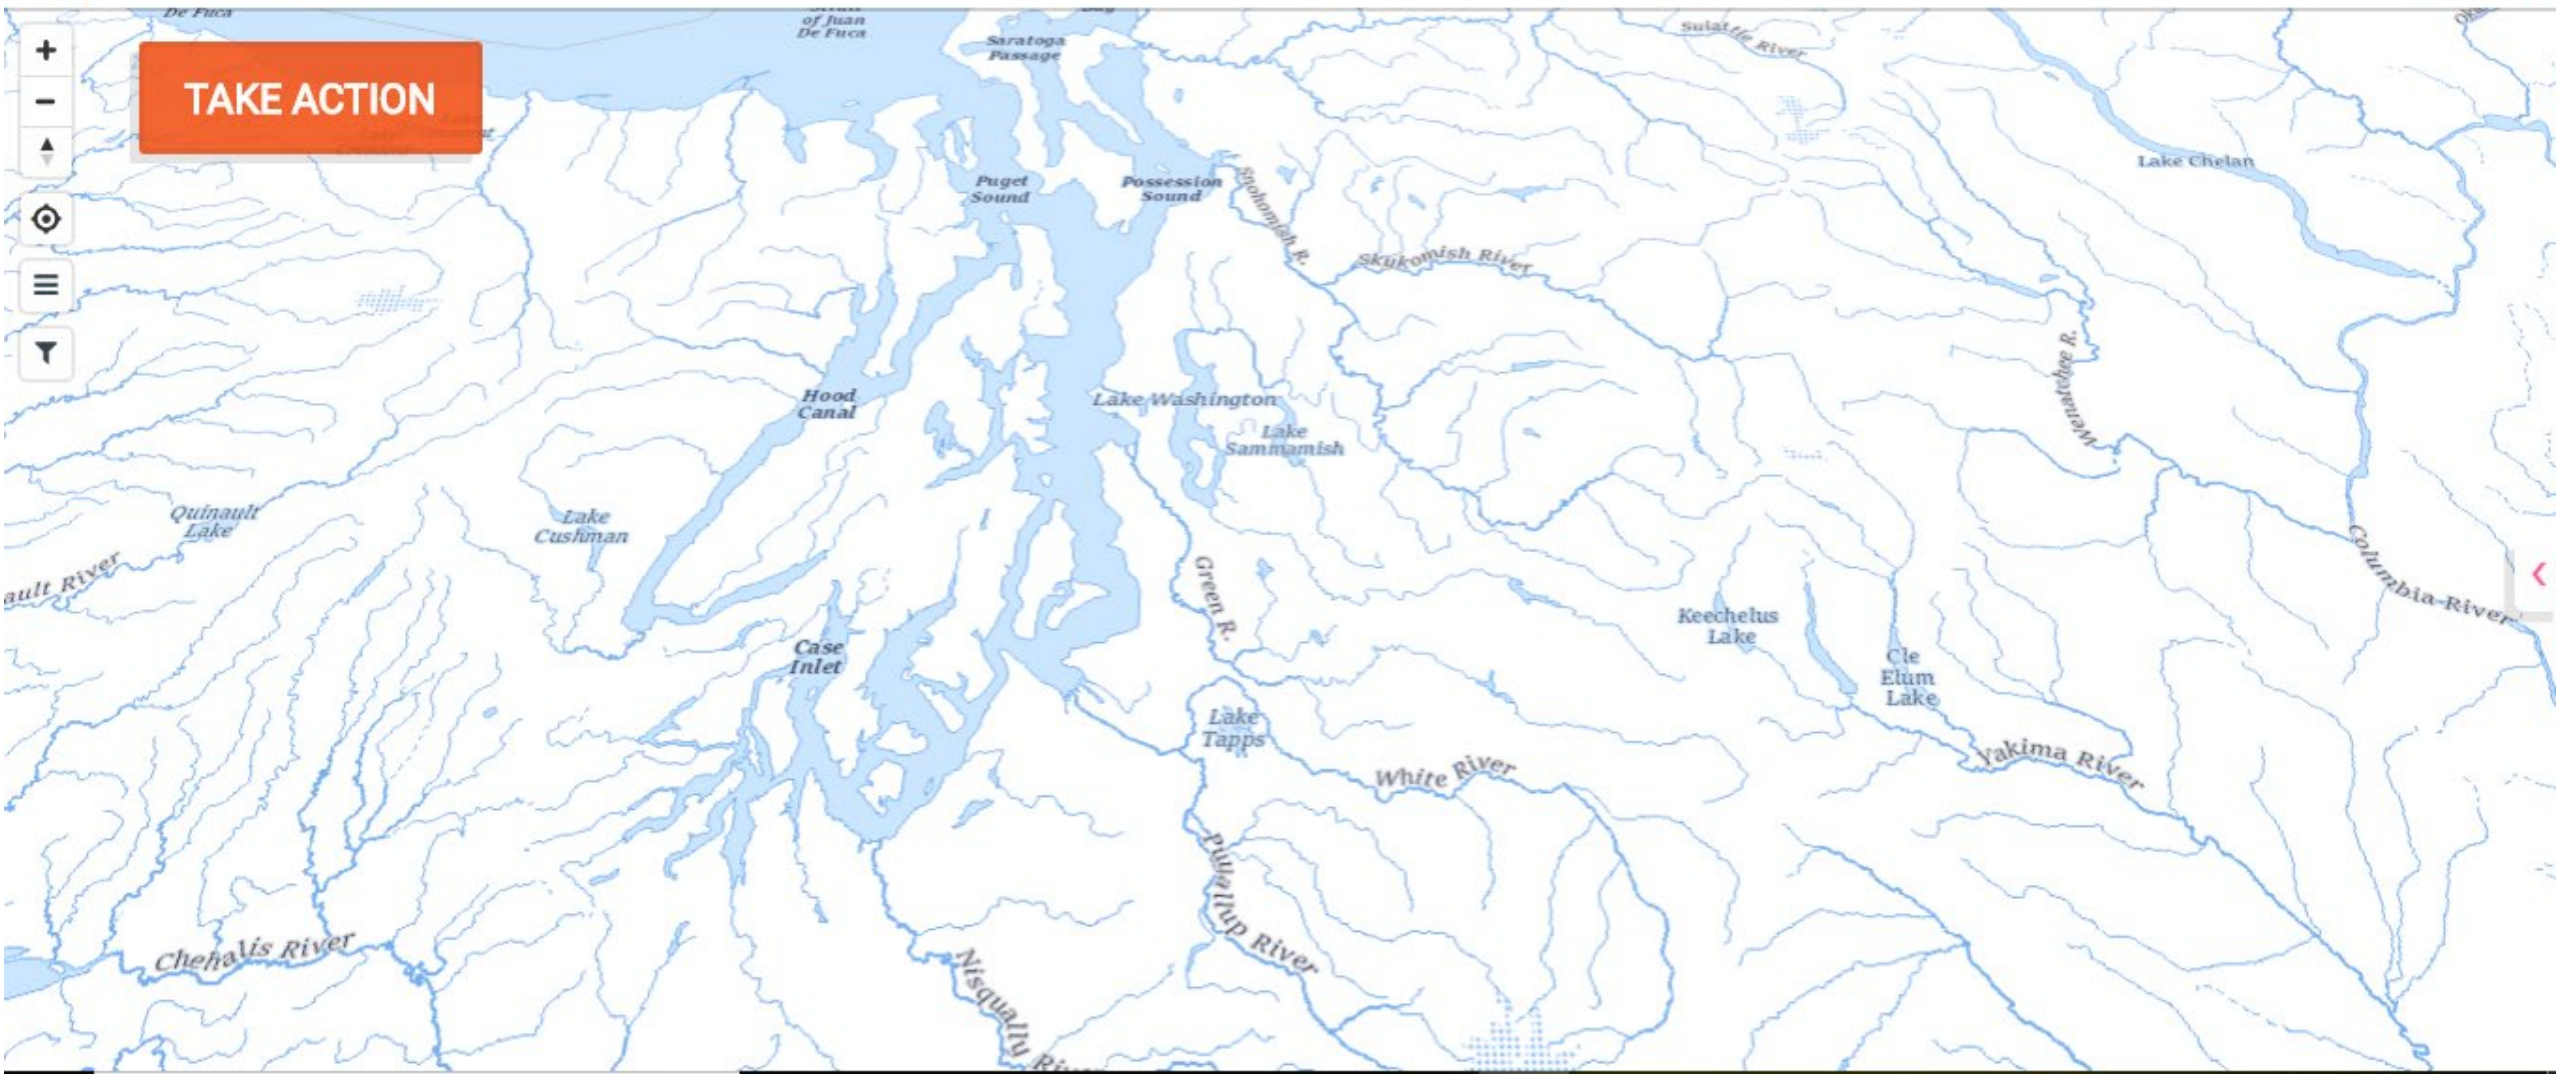 De Fuca
of Juan
De Fuca
Saratoga
Passage
Suiattle River
TAKE ACTION
Lake Chelan
Puget
Sound
Possession
Sound
Snohomish R.
Skukomish River
Wenatchee R.
Hood
Canal
Lake Washington
Lake
Sammamish
Quinault
Lake
Lake
Cushman
ault River
Columbia River
Green R.
Keechelus
Lake
Case
Inlet
Cle
Elum
Lake
Lake
Tapps
White River
Yakima River
Puyallup River
Chehalis River
Nisqually